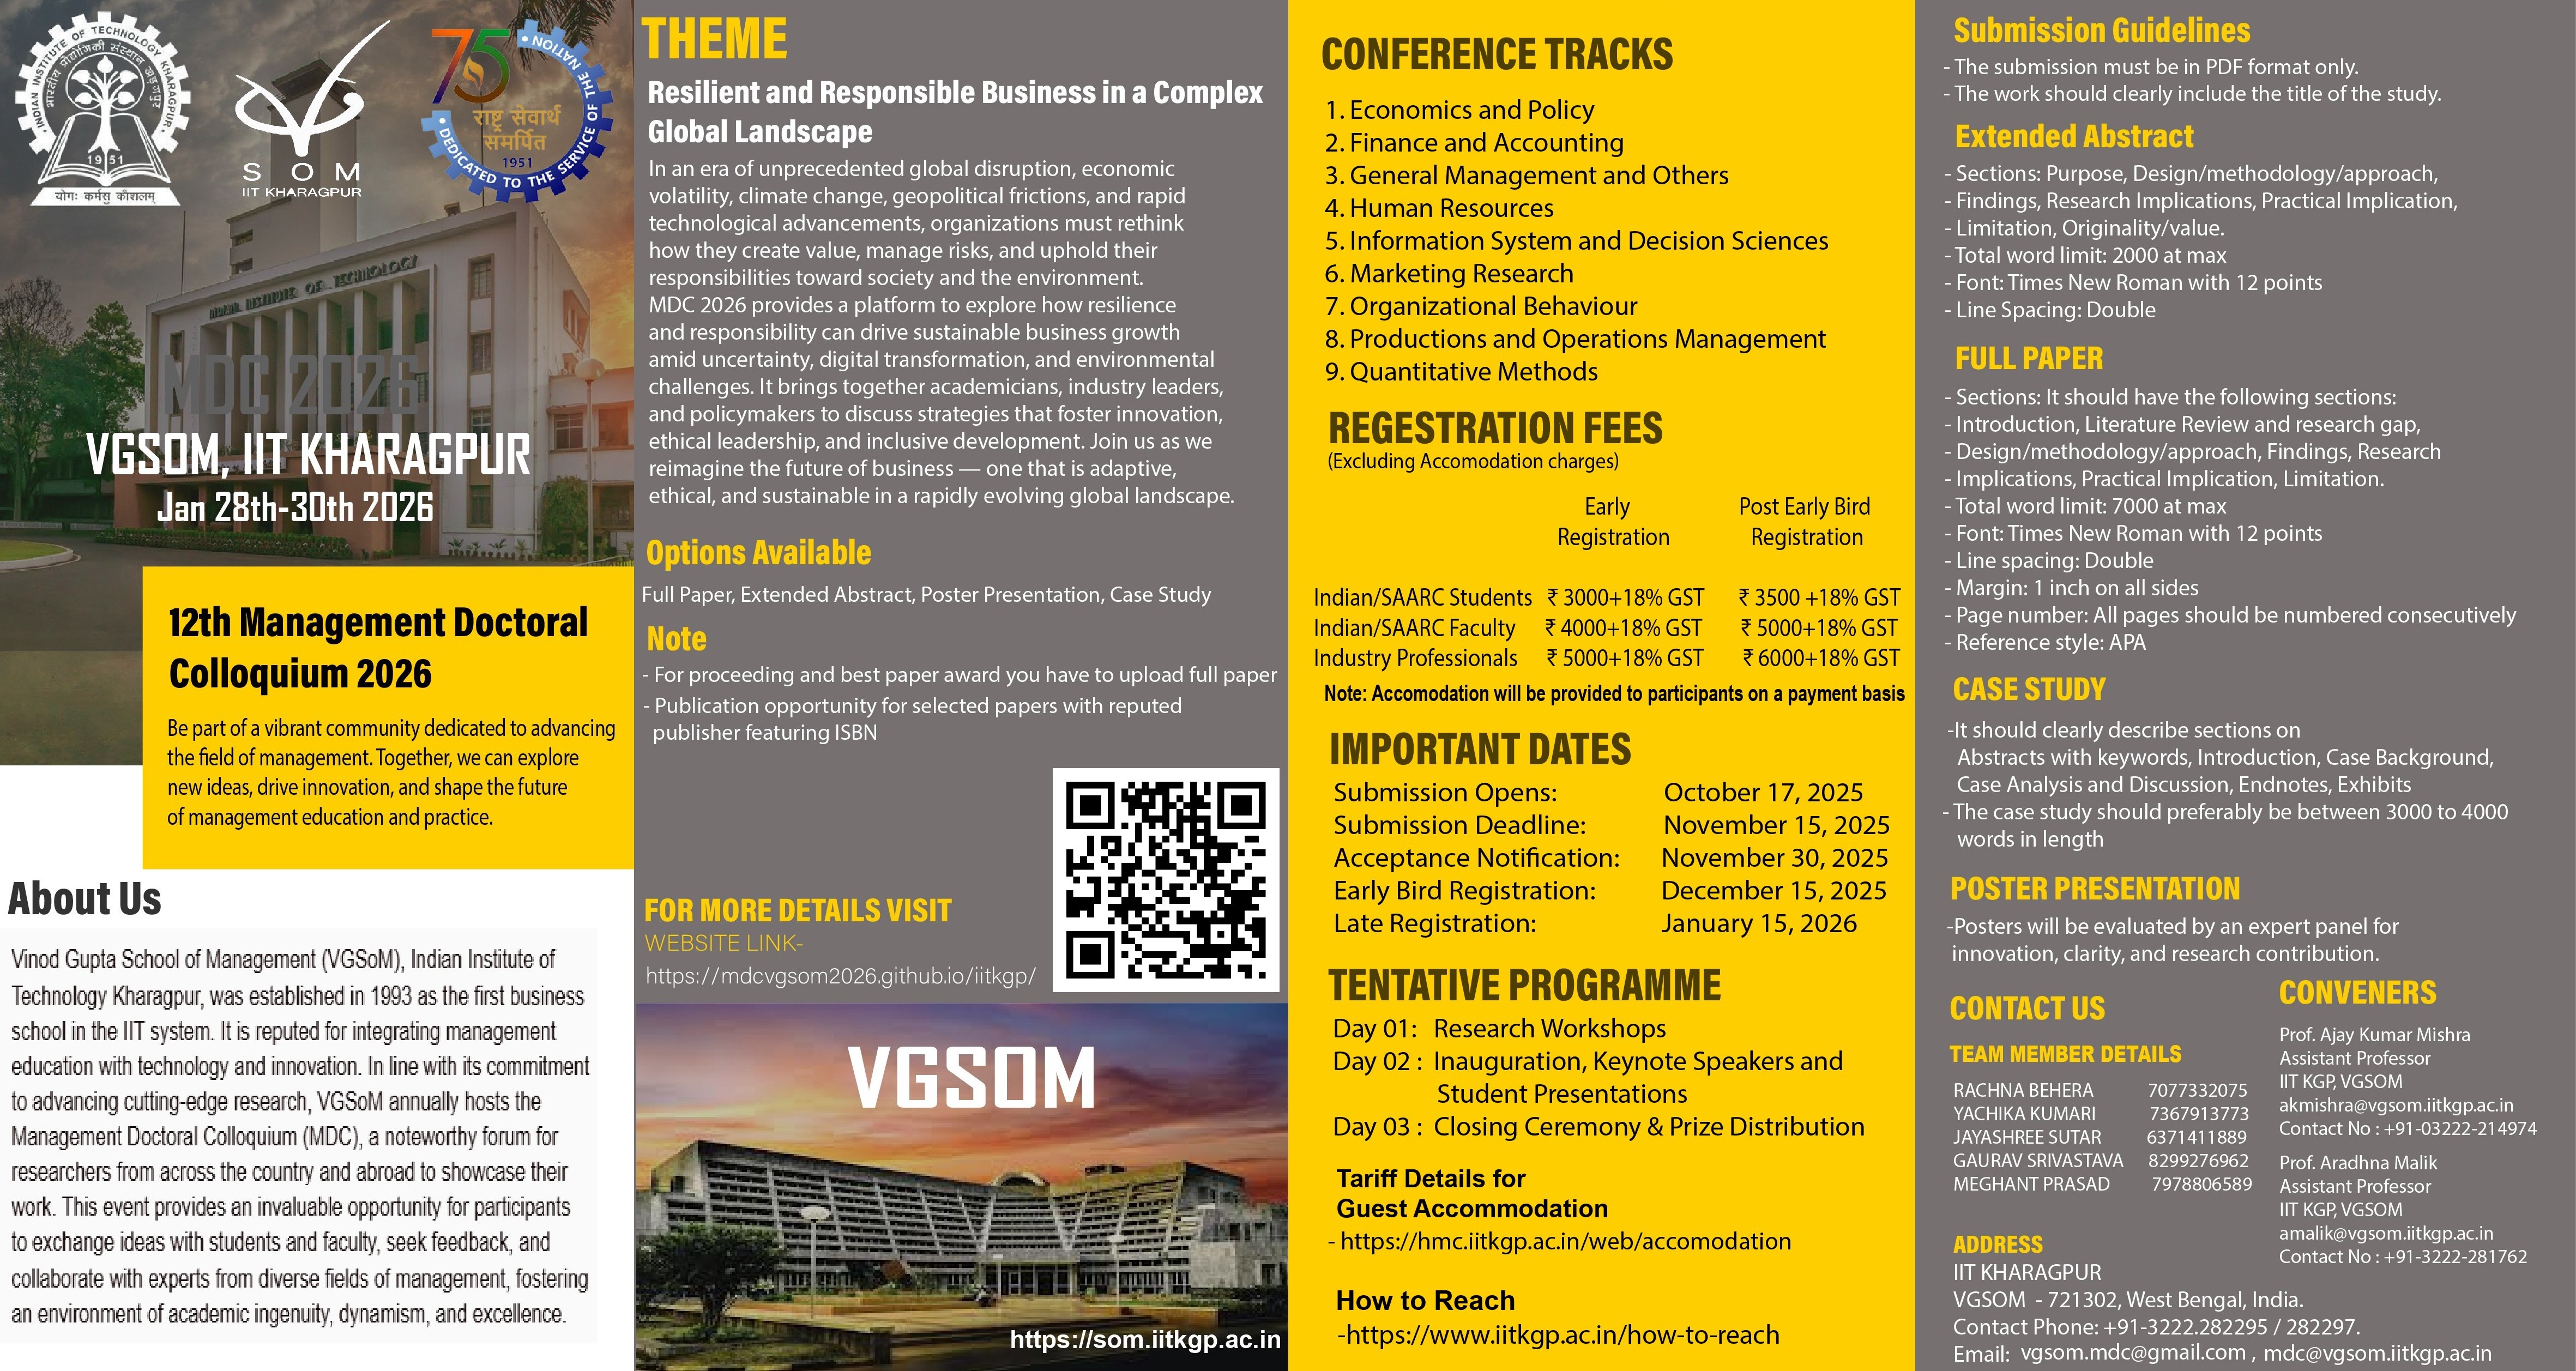 INDIAN INSTITUTE OF TECHNOLOGY KHARAGPUR
भारतीय प्रौद्योगिकी संस्थान खड़गपुर
1951
योगः कर्मसु कौशलम्
SOM
IIT KHARAGPUR
75
राष्ट्र सेवार्थ
समर्पित
1951
DEDICATED TO THE SERVICE OF THE NATION
INDIAN INSTITUTE OF TECHNOLOGY
MDC 2026
VGSOM, IIT KHARAGPUR
Jan 28th-30th 2026
12th Management Doctoral
Colloquium 2026
Be part of a vibrant community dedicated to advancing
the field of management. Together, we can explore
new ideas, drive innovation, and shape the future
of management education and practice.
About Us
Vinod Gupta School of Management (VGSoM), Indian Institute of
Technology Kharagpur, was established in 1993 as the first business
school in the IIT system. It is reputed for integrating management
education with technology and innovation. In line with its commitment
to advancing cutting-edge research, VGSoM annually hosts the
Management Doctoral Colloquium (MDC), a noteworthy forum for
researchers from across the country and abroad to showcase their
work. This event provides an invaluable opportunity for participants
to exchange ideas with students and faculty, seek feedback, and
collaborate with experts from diverse fields of management, fostering
an environment of academic ingenuity, dynamism, and excellence.
THEME
Resilient and Responsible Business in a Complex
Global Landscape
In an era of unprecedented global disruption, economic
volatility, climate change, geopolitical frictions, and rapid
technological advancements, organizations must rethink
how they create value, manage risks, and uphold their
responsibilities toward society and the environment.
MDC 2026 provides a platform to explore how resilience
and responsibility can drive sustainable business growth
amid uncertainty, digital transformation, and environmental
challenges. It brings together academicians, industry leaders,
and policymakers to discuss strategies that foster innovation,
ethical leadership, and inclusive development. Join us as we
reimagine the future of business — one that is adaptive,
ethical, and sustainable in a rapidly evolving global landscape.
Options Available
Full Paper, Extended Abstract, Poster Presentation, Case Study
Note
- For proceeding and best paper award you have to upload full paper
- Publication opportunity for selected papers with reputed
publisher featuring ISBN
FOR MORE DETAILS VISIT
WEBSITE LINK-
https://mdcvgsom2026.github.io/iitkgp/
VGSOM
https://som.iitkgp.ac.in
CONFERENCE TRACKS
1. Economics and Policy
2. Finance and Accounting
3. General Management and Others
4. Human Resources
5. Information System and Decision Sciences
6. Marketing Research
7. Organizational Behaviour
8. Productions and Operations Management
9. Quantitative Methods
REGESTRATION FEES
(Excluding Accomodation charges)
Early Post Early Bird
Registration Registration
Indian/SAARC Students ₹ 3000+18% GST ₹ 3500 +18% GST
Indian/SAARC Faculty ₹ 4000+18% GST ₹ 5000+18% GST
Industry Professionals ₹ 5000+18% GST ₹ 6000+18% GST
Note: Accomodation will be provided to participants on a payment basis
IMPORTANT DATES
Submission Opens: October 17, 2025
Submission Deadline: November 15, 2025
Acceptance Notification: November 30, 2025
Early Bird Registration: December 15, 2025
Late Registration: January 15, 2026
TENTATIVE PROGRAMME
Day 01: Research Workshops
Day 02 : Inauguration, Keynote Speakers and
Student Presentations
Day 03 : Closing Ceremony & Prize Distribution
Tariff Details for
Guest Accommodation
- https://hmc.iitkgp.ac.in/web/accomodation
How to Reach
-https://www.iitkgp.ac.in/how-to-reach
Submission Guidelines
- The submission must be in PDF format only.
- The work should clearly include the title of the study.
Extended Abstract
- Sections: Purpose, Design/methodology/approach,
- Findings, Research Implications, Practical Implication,
- Limitation, Originality/value.
- Total word limit: 2000 at max
- Font: Times New Roman with 12 points
- Line Spacing: Double
FULL PAPER
- Sections: It should have the following sections:
- Introduction, Literature Review and research gap,
- Design/methodology/approach, Findings, Research
- Implications, Practical Implication, Limitation.
- Total word limit: 7000 at max
- Font: Times New Roman with 12 points
- Line spacing: Double
- Margin: 1 inch on all sides
- Page number: All pages should be numbered consecutively
- Reference style: APA
CASE STUDY
-It should clearly describe sections on
Abstracts with keywords, Introduction, Case Background,
Case Analysis and Discussion, Endnotes, Exhibits
- The case study should preferably be between 3000 to 4000
words in length
POSTER PRESENTATION
-Posters will be evaluated by an expert panel for
innovation, clarity, and research contribution.
CONTACT US
TEAM MEMBER DETAILS
RACHNA BEHERA 7077332075
YACHIKA KUMARI 7367913773
JAYASHREE SUTAR 6371411889
GAURAV SRIVASTAVA 8299276962
MEGHANT PRASAD 7978806589
CONVENERS
Prof. Ajay Kumar Mishra
Assistant Professor
IIT KGP, VGSOM
akmishra@vgsom.iitkgp.ac.in
Contact No : +91-03222-214974
Prof. Aradhna Malik
Assistant Professor
IIT KGP, VGSOM
amalik@vgsom.iitkgp.ac.in
Contact No : +91-3222-281762
ADDRESS
IIT KHARAGPUR
VGSOM - 721302, West Bengal, India.
Contact Phone: +91-3222.282295 / 282297.
Email: vgsom.mdc@gmail.com , mdc@vgsom.iitkgp.ac.in